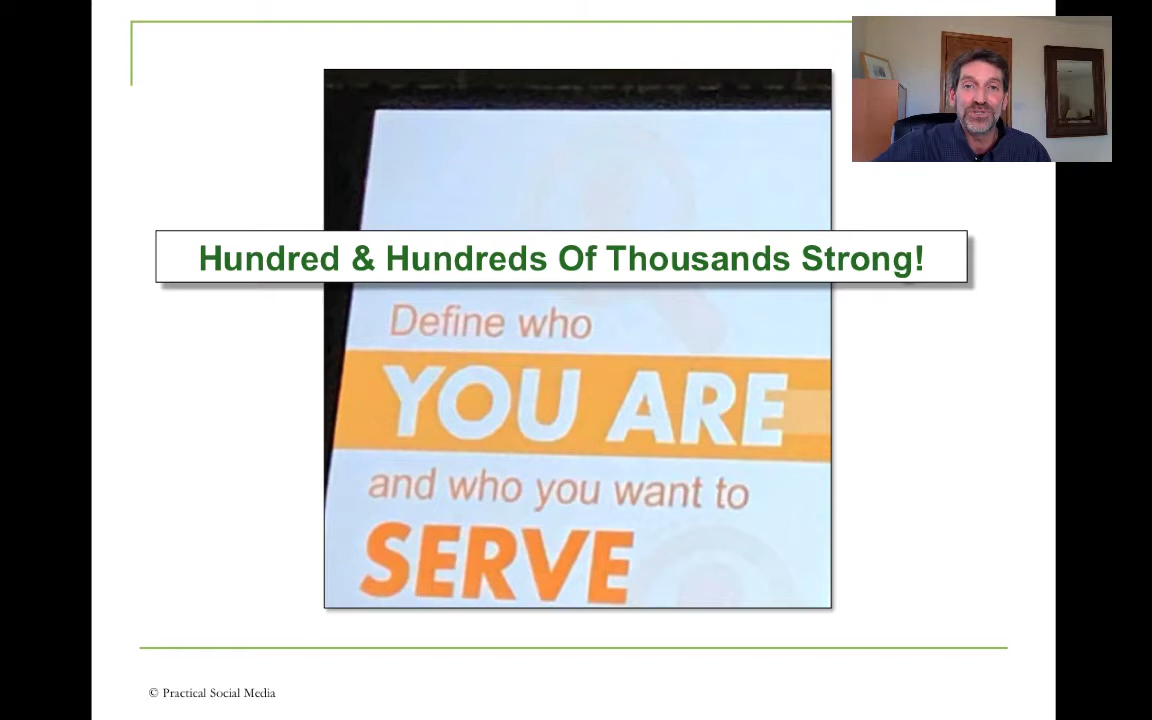 Hundred & Hundreds Of Thousands Strong!
Define who
YOU ARE
and who you want to
SERVE
© Practical Social Media